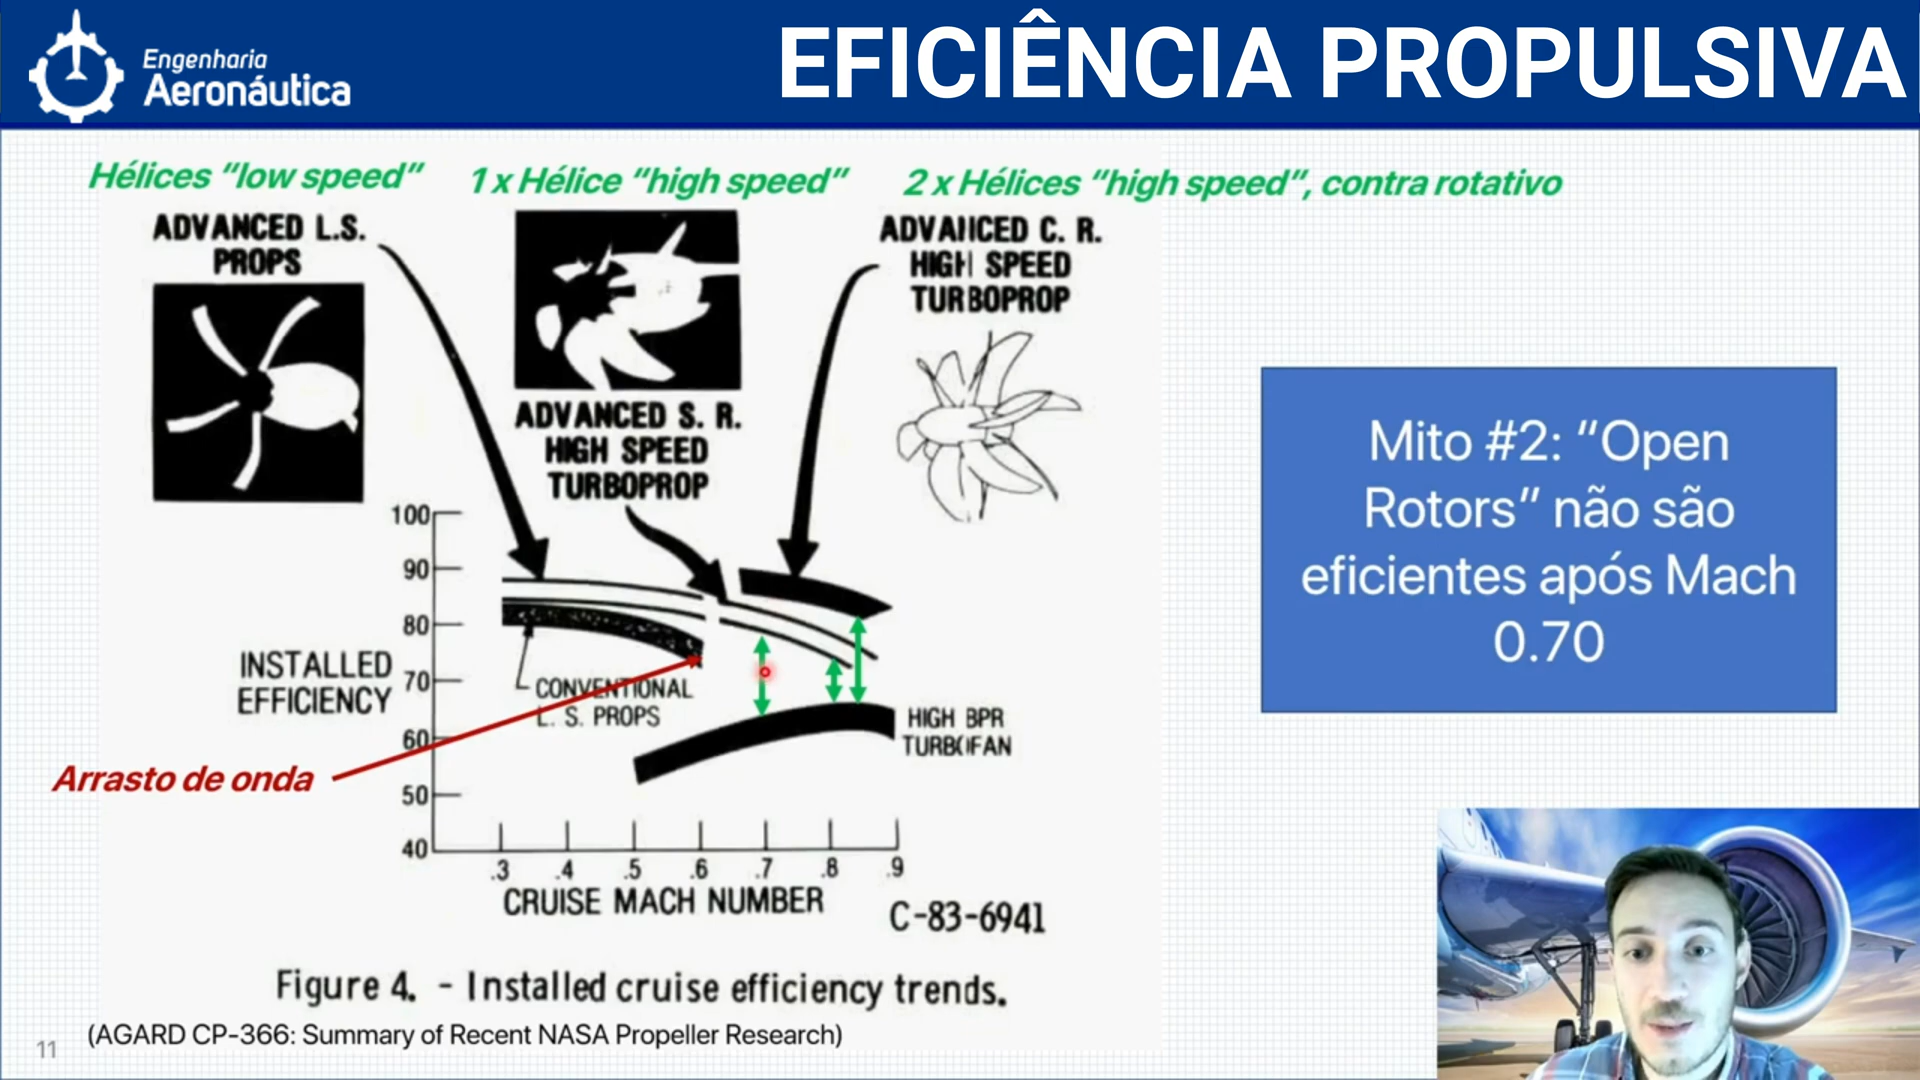 Engenharia
Aeronáutica
EFICIÊNCIA PROPULSIVA
Hélices “low speed”
1 x Hélice “high speed”
2 x Hélices “high speed”, contra rotativo
ADVANCED L.S.
PROPS
ADVANCED S. R.
HIGH SPEED
TURBOPROP
ADVANCED C. R.
HIGH SPEED
TURBOPROP
Mito #2: “Open
Rotors” não são
eficientes após Mach
0.70
100
90
80
70
60
50
40
INSTALLED
EFFICIENCY
CONVENTIONAL
L. S. PROPS
HIGH BPR
TURBOFAN
Arrasto de onda
.3 .4 .5 .6 .7 .8 .9
CRUISE MACH NUMBER
C-83-6941
Figure 4. - Installed cruise efficiency trends.
(AGARD CP-366: Summary of Recent NASA Propeller Research)
11